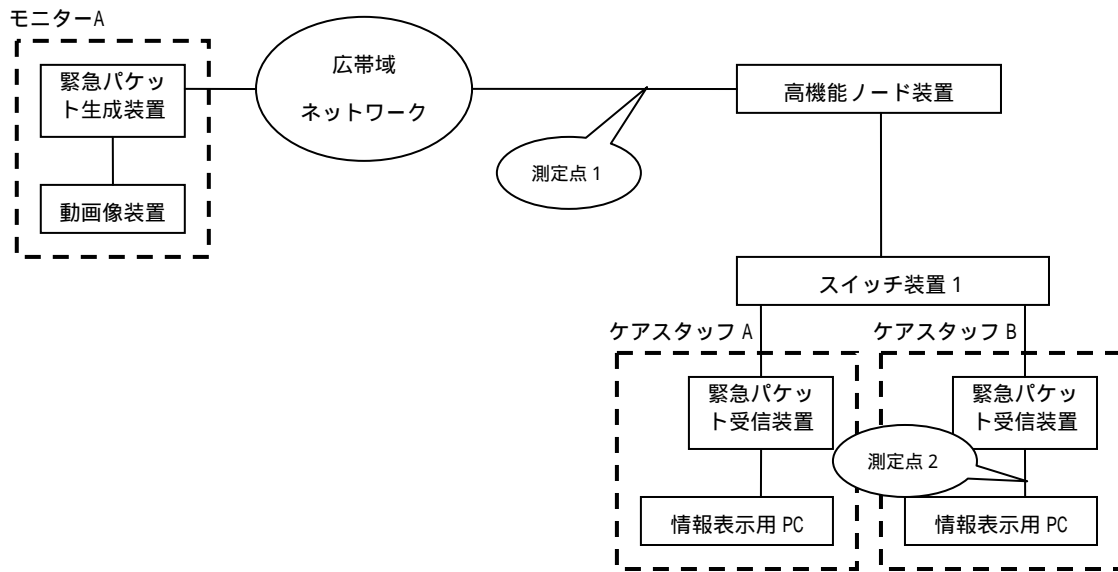 モニターA
緊急パケッ
ト生成装置
動画像装置
広帯域
ネットワーク
測定点 1
高機能ノード装置
スイッチ装置 1
ケアスタッフ A
緊急パケッ
ト受信装置
情報表示用 PC
ケアスタッフ B
緊急パケッ
ト受信装置
測定点 2
情報表示用 PC